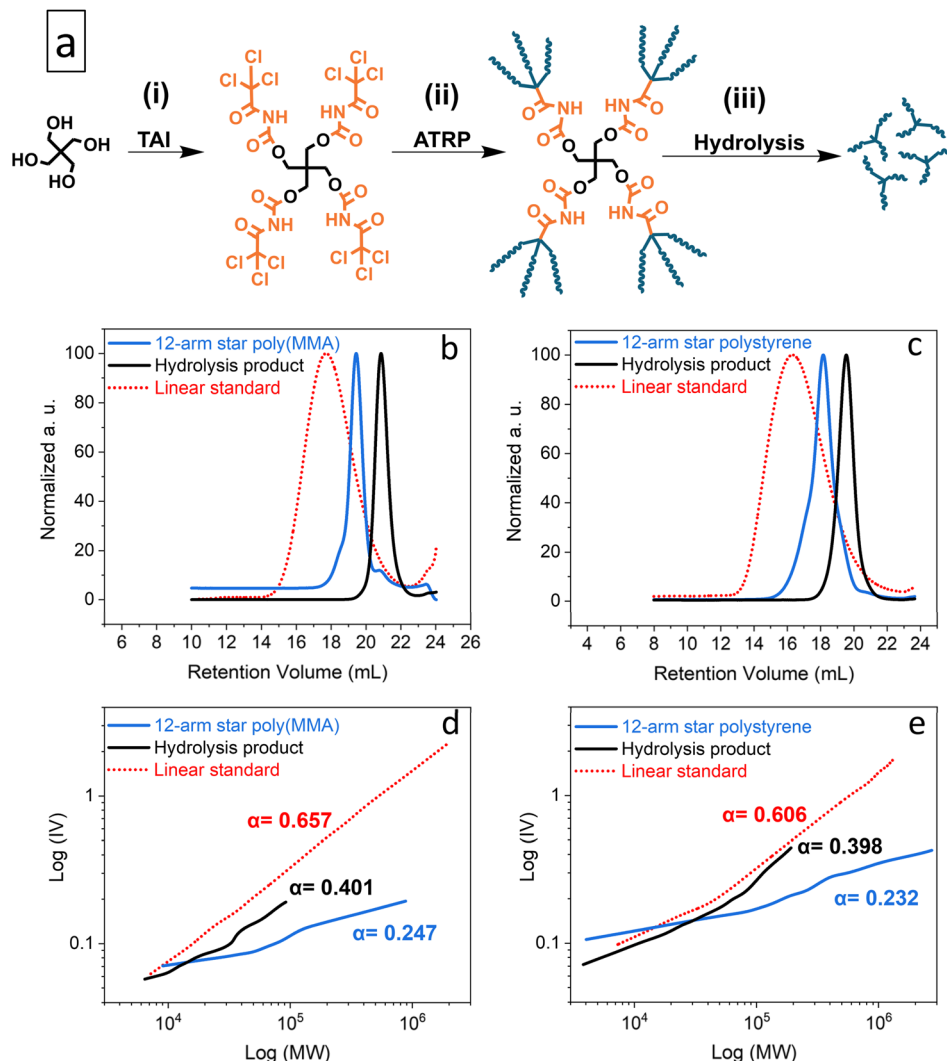 a
(i)
TAI
(ii)
ATRP
(iii)
Hydrolysis
OH
HO
OH
OH
Cl Cl Cl
O
NH
O
O
Cl Cl Cl
O
HN
O
O
O
O
NH
O
Cl
Cl
Cl
O
O
HN
O
Cl
Cl
Cl
O
NH
O
O
O
HN
O
O
O
O
NH
O
O
O
HN
O
b
12-arm star poly(MMA)
Hydrolysis product
Linear standard
Normalized a. u.
100
80
60
40
20
0
6 8 10 12 14 16 18 20 22 24 26
Retention Volume (mL)
c
12-arm star polystyrene
Hydrolysis product
Linear standard
Normalized a. u.
100
80
60
40
20
0
4 6 8 10 12 14 16 18 20 22 24
Retention Volume (mL)
d
12-arm star poly(MMA)
Hydrolysis product
Linear standard
α= 0.657
α= 0.401
α= 0.247
Log (IV)
1
0.1
10⁴ 10⁵ 10⁶
Log (MW)
e
12-arm star polystyrene
Hydrolysis product
Linear standard
α= 0.606
α= 0.398
α= 0.232
Log (IV)
1
0.1
10⁴ 10⁵ 10⁶
Log (MW)